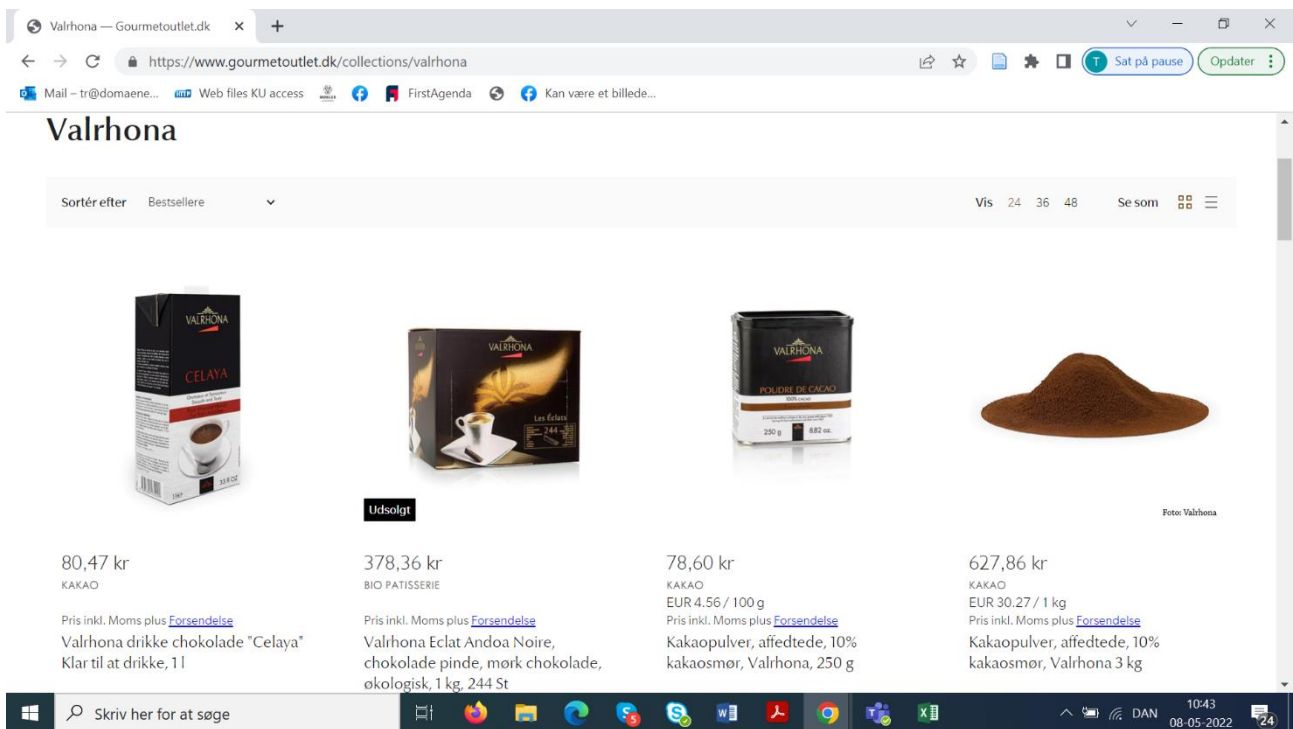 Valrhona — Gourmetoutlet.dk
https://www.gourmetoutlet.dk/collections/valrhona
T Sat på pause
Opdater
Mail – tr@domaene...
Web files KU access
FirstAgenda
Kan være et billede...
Valrhona
Sortér efter Bestsellere
Vis 24 36 48 Se som
VALRHONA
CELAYA
VALRHONA
Les Éclats
244
VALRHONA
POUDRE DE CACAO
100% cacao
250 g 8.82 oz.
Udsolgt
Foto: Valrhona
80,47 kr
KAKAO
Pris inkl. Moms plus Forsendelse
Valrhona drikke chokolade "Celaya"
Klar til at drikke, 1 l
378,36 kr
BIO PATISSERIE
Pris inkl. Moms plus Forsendelse
Valrhona Eclat Andoa Noire,
chokolade pinde, mørk chokolade,
økologisk, 1 kg, 244 St
78,60 kr
KAKAO
EUR 4.56 / 100 g
Pris inkl. Moms plus Forsendelse
Kakaopulver, affedtede, 10%
kakaosmør, Valrhona, 250 g
627,86 kr
KAKAO
EUR 30.27 / 1 kg
Pris inkl. Moms plus Forsendelse
Kakaopulver, affedtede, 10%
kakaosmør, Valrhona 3 kg
Skriv her for at søge
DAN
10:43
08-05-2022
24